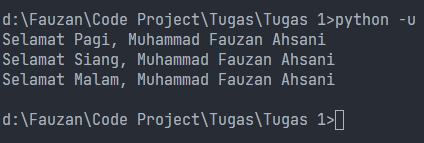 d:\Fauzan\Code Project\Tugas\Tugas 1>python -u
Selamat Pagi, Muhammad Fauzan Ahsani
Selamat Siang, Muhammad Fauzan Ahsani
Selamat Malam, Muhammad Fauzan Ahsani
d:\Fauzan\Code Project\Tugas\Tugas 1>